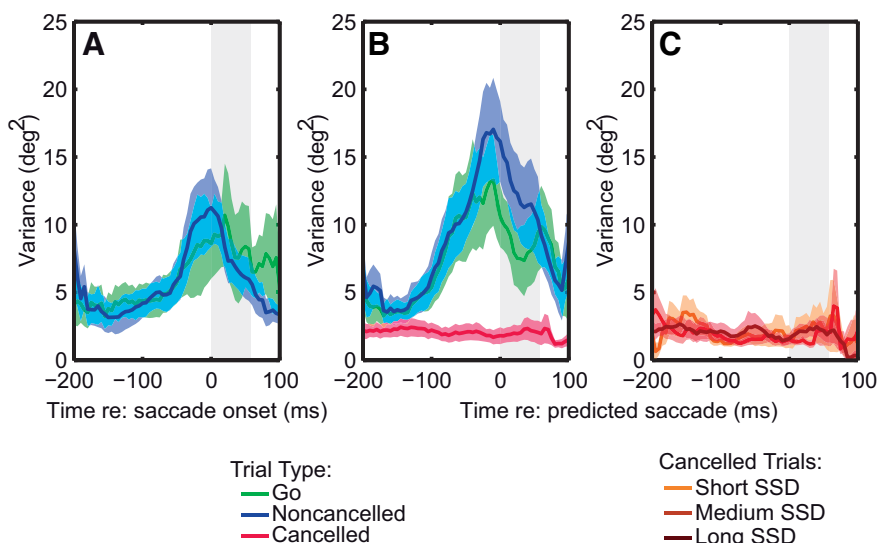 A
B
C
25
20
15
10
5
0
Variance (deg2)
−200
−100
0
100
Time re: saccade onset (ms)
25
20
15
10
5
0
Variance (deg2)
−200
−100
0
100
25
20
15
10
5
0
Variance (deg2)
−200
−100
0
100
Time re: predicted saccade (ms)
Trial Type:
Go
Noncancelled
Cancelled
Cancelled Trials:
Short SSD
Medium SSD
Long SSD